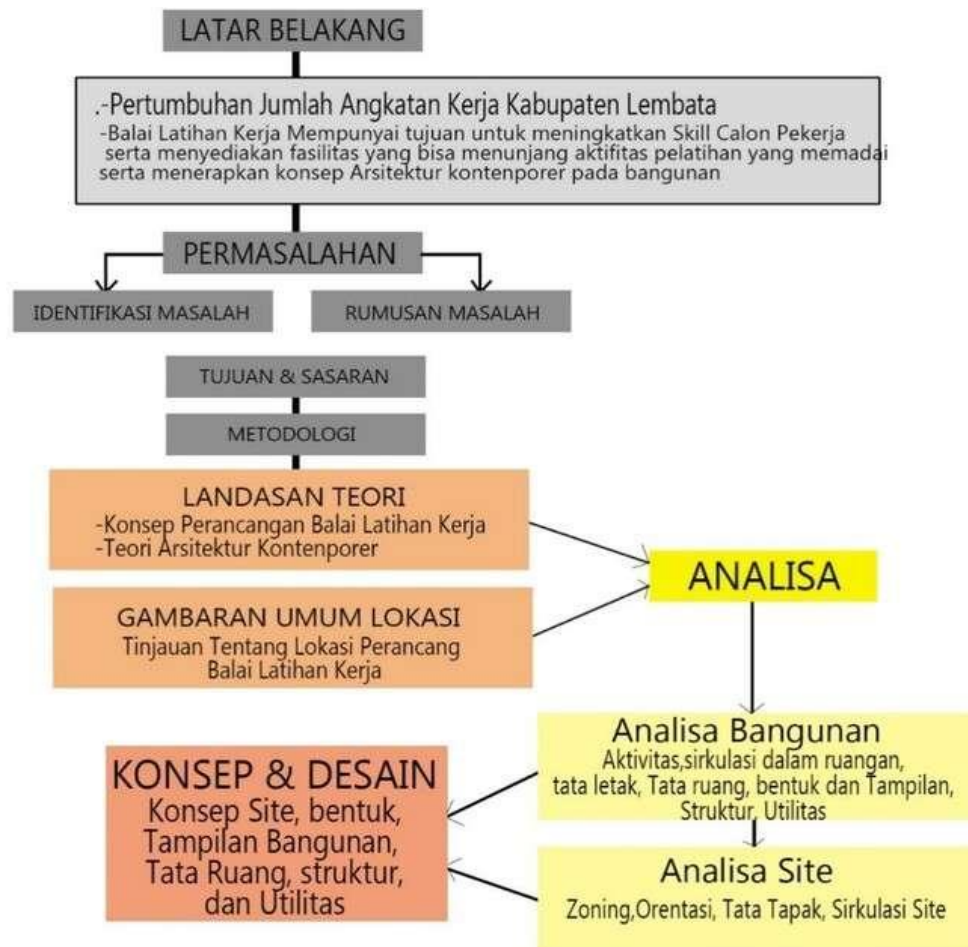 LATAR BELAKANG
.-Pertumbuhan Jumlah Angkatan Kerja Kabupaten Lembata
-Balai Latihan Kerja Mempunyai tujuan untuk meningkatkan Skill Calon Pekerja
serta menyediakan fasilitas yang bisa menunjang aktifitas pelatihan yang memadai
serta menerapkan konsep Arsitektur kontenporer pada bangunan
PERMASALAHAN
IDENTIFIKASI MASALAH
RUMUSAN MASALAH
TUJUAN & SASARAN
METODOLOGI
LANDASAN TEORI
-Konsep Perancangan Balai Latihan Kerja
-Teori Arsitektur Kontenporer
GAMBARAN UMUM LOKASI
Tinjauan Tentang Lokasi Perancang
Balai Latihan Kerja
ANALISA
Analisa Bangunan
Aktivitas,sirkulasi dalam ruangan,
tata letak, Tata ruang, bentuk dan Tampilan,
Struktur, Utilitas
Analisa Site
Zoning,Orentasi, Tata Tapak, Sirkulasi Site
KONSEP & DESAIN
Konsep Site, bentuk,
Tampilan Bangunan,
Tata Ruang, struktur,
dan Utilitas